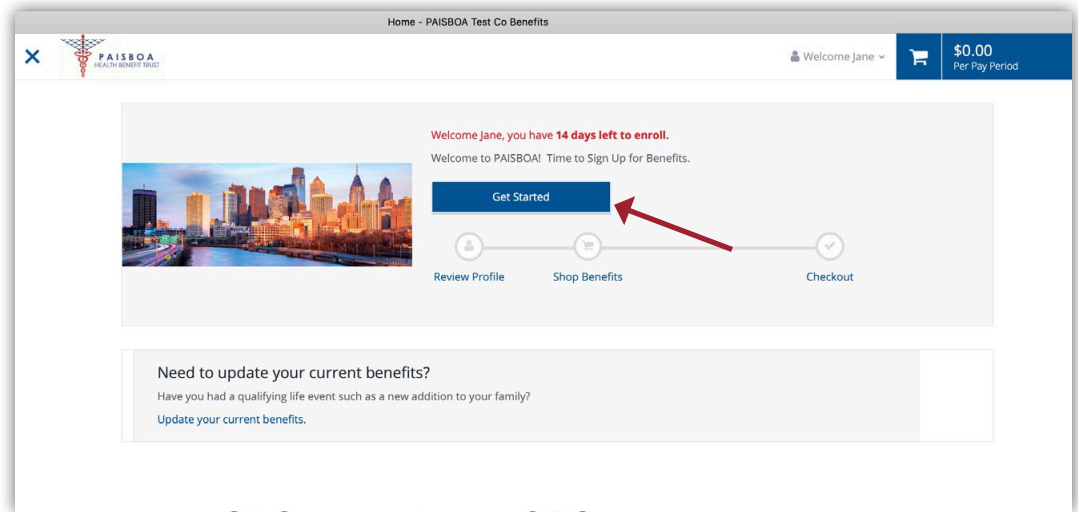 Home - PAISBOA Test Co Benefits
PAISBOA
HEALTH BENEFIT TRUST
Welcome Jane
$0.00
Per Pay Period
Welcome Jane, you have 14 days left to enroll.
Welcome to PAISBOA! Time to Sign Up for Benefits.
Get Started
Review Profile
Shop Benefits
Checkout
Need to update your current benefits?
Have you had a qualifying life event such as a new addition to your family?
Update your current benefits.